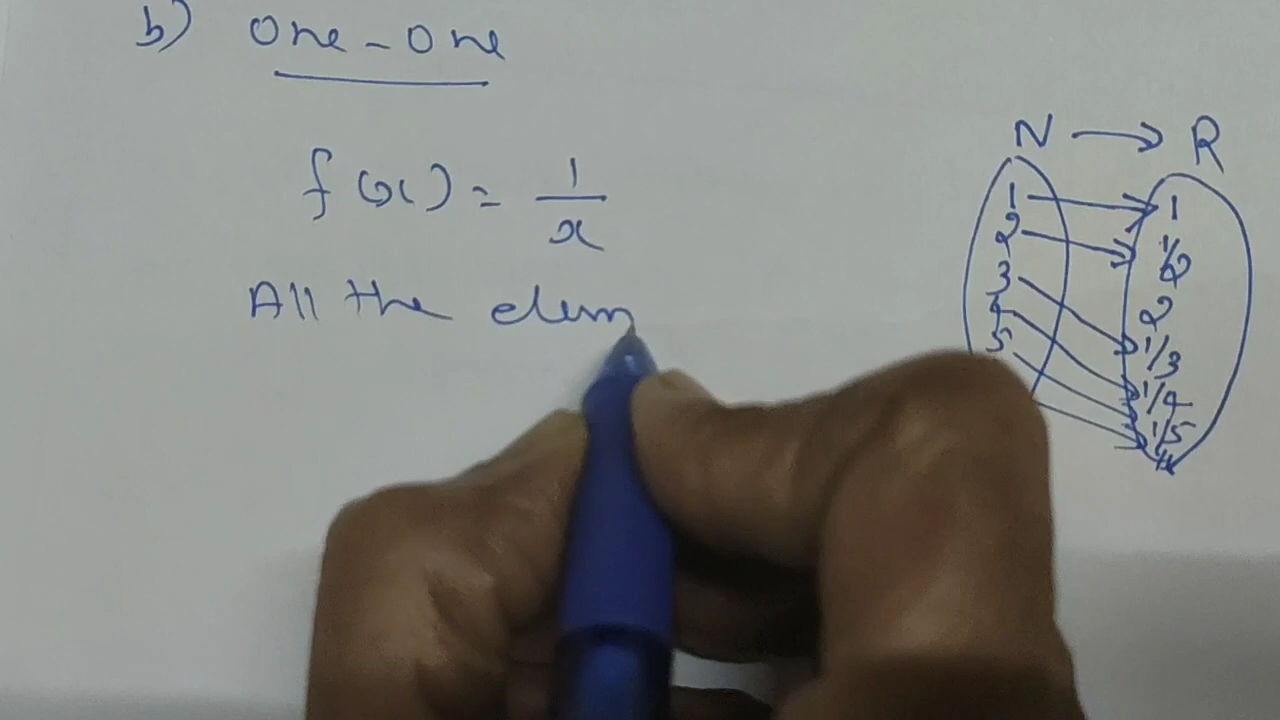 b) One-One
f(x) = 1/x
All the elem
N → R
1 1
2 1/2
3 2
4 1/3
5 1/4
1/5